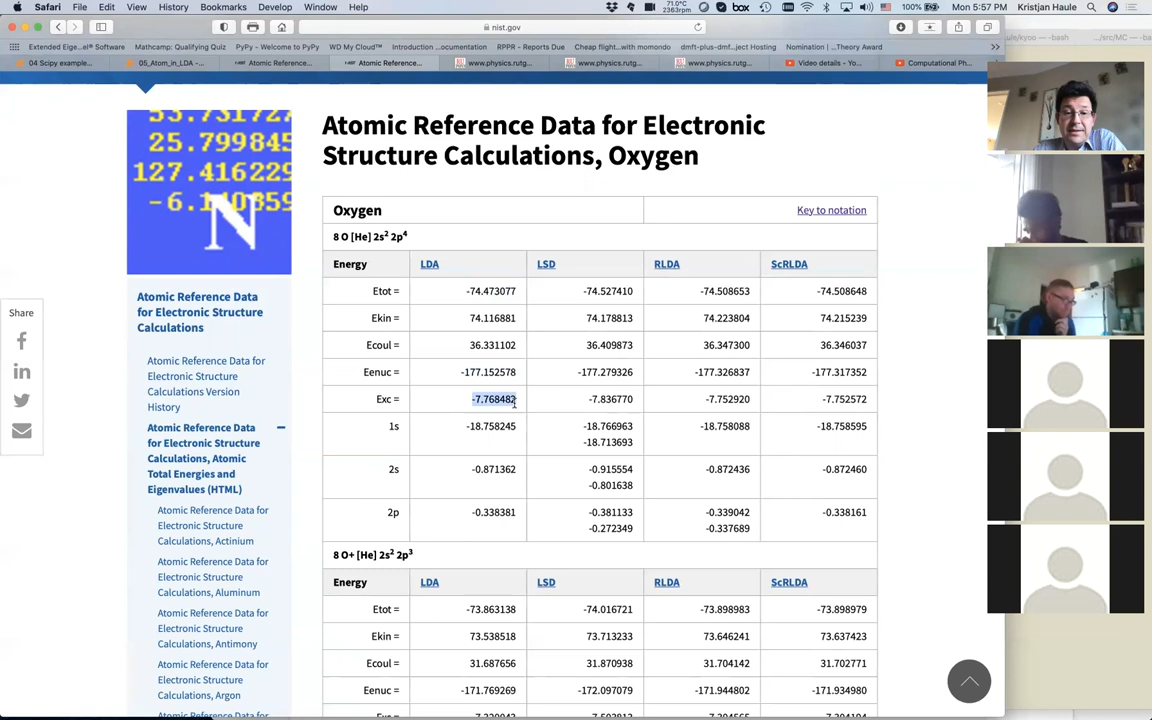 Safari File Edit View History Bookmarks Develop Window Help
71.0°C
2363rpm
box
100%
Mon 5:57 PM Kristjan Haule
nist.gov
Extended Eige...el® Software Mathcamp: Qualifying Quiz PyPy - Welcome to PyPy WD My Cloud™ Introduction ...ocumentation RPPR - Reports Due Cheap flight...with momondo dmft-plus-dmf...ject Hosting Nomination | ...Theory Award
.../src/MC — -bash
04 Scipy example... 05_Atom_in_LDA -... Atomic Reference... Atomic Reference... www.physics.rutg... www.physics.rutg... www.physics.rutg... Video details - Yo... Computational Ph...
25.799845
127.416229
N
Atomic Reference Data for Electronic
Structure Calculations, Oxygen
Oxygen Key to notation
8 O [He] 2s² 2p⁴
Energy LDA LSD RLDA ScRLDA
Etot = -74.473077 -74.527410 -74.508653 -74.508648
Ekin = 74.116881 74.178813 74.223804 74.215239
Ecoul = 36.331102 36.409873 36.347300 36.346037
Eenuc = -177.152578 -177.279326 -177.326837 -177.317352
Exc = -7.768482 -7.836770 -7.752920 -7.752572
1s -18.758245 -18.766963 -18.758088 -18.758595
-18.713693
2s -0.871362 -0.915554 -0.872436 -0.872460
-0.801638
2p -0.338381 -0.381133 -0.339042 -0.338161
-0.272349 -0.337689
8 O+ [He] 2s² 2p³
Energy LDA LSD RLDA ScRLDA
Etot = -73.863138 -74.016721 -73.898983 -73.898979
Ekin = 73.538518 73.713233 73.646241 73.637423
Ecoul = 31.687656 31.870938 31.704142 31.702771
Eenuc = -171.769269 -172.097079 -171.944802 -171.934980
Share
Atomic Reference Data
for Electronic Structure
Calculations
Atomic Reference Data for
Electronic Structure
Calculations Version
History
Atomic Reference Data for
Electronic Structure
Calculations, Atomic
Total Energies and
Eigenvalues (HTML)
Atomic Reference Data for
Electronic Structure
Calculations, Actinium
Atomic Reference Data for
Electronic Structure
Calculations, Aluminum
Atomic Reference Data for
Electronic Structure
Calculations, Antimony
Atomic Reference Data for
Electronic Structure
Calculations, Argon